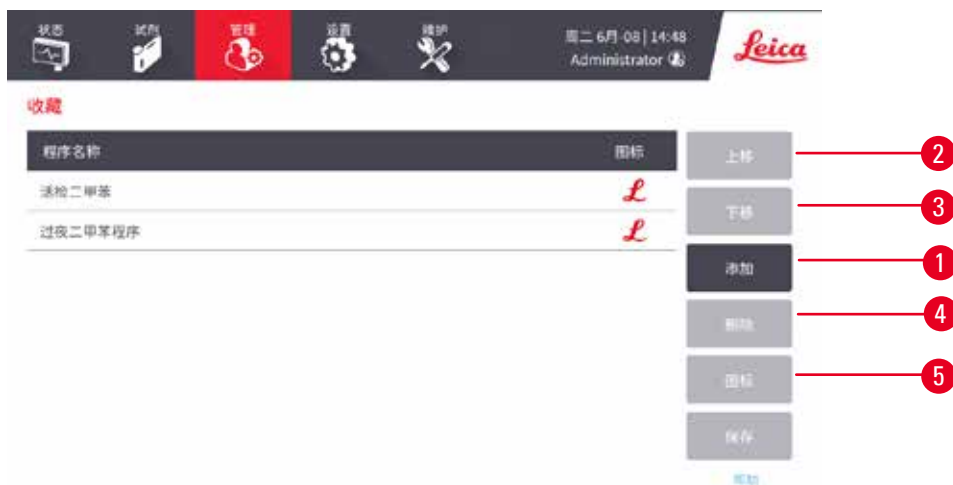 状态 试剂 管理 设置 维护 周二 6月-08 | 14:48
Administrator
Leica
收藏
程序名称 图标
活检二甲苯
过夜二甲苯程序
上移 2
下移 3
添加 1
删除 4
图标 5
保存
帮助